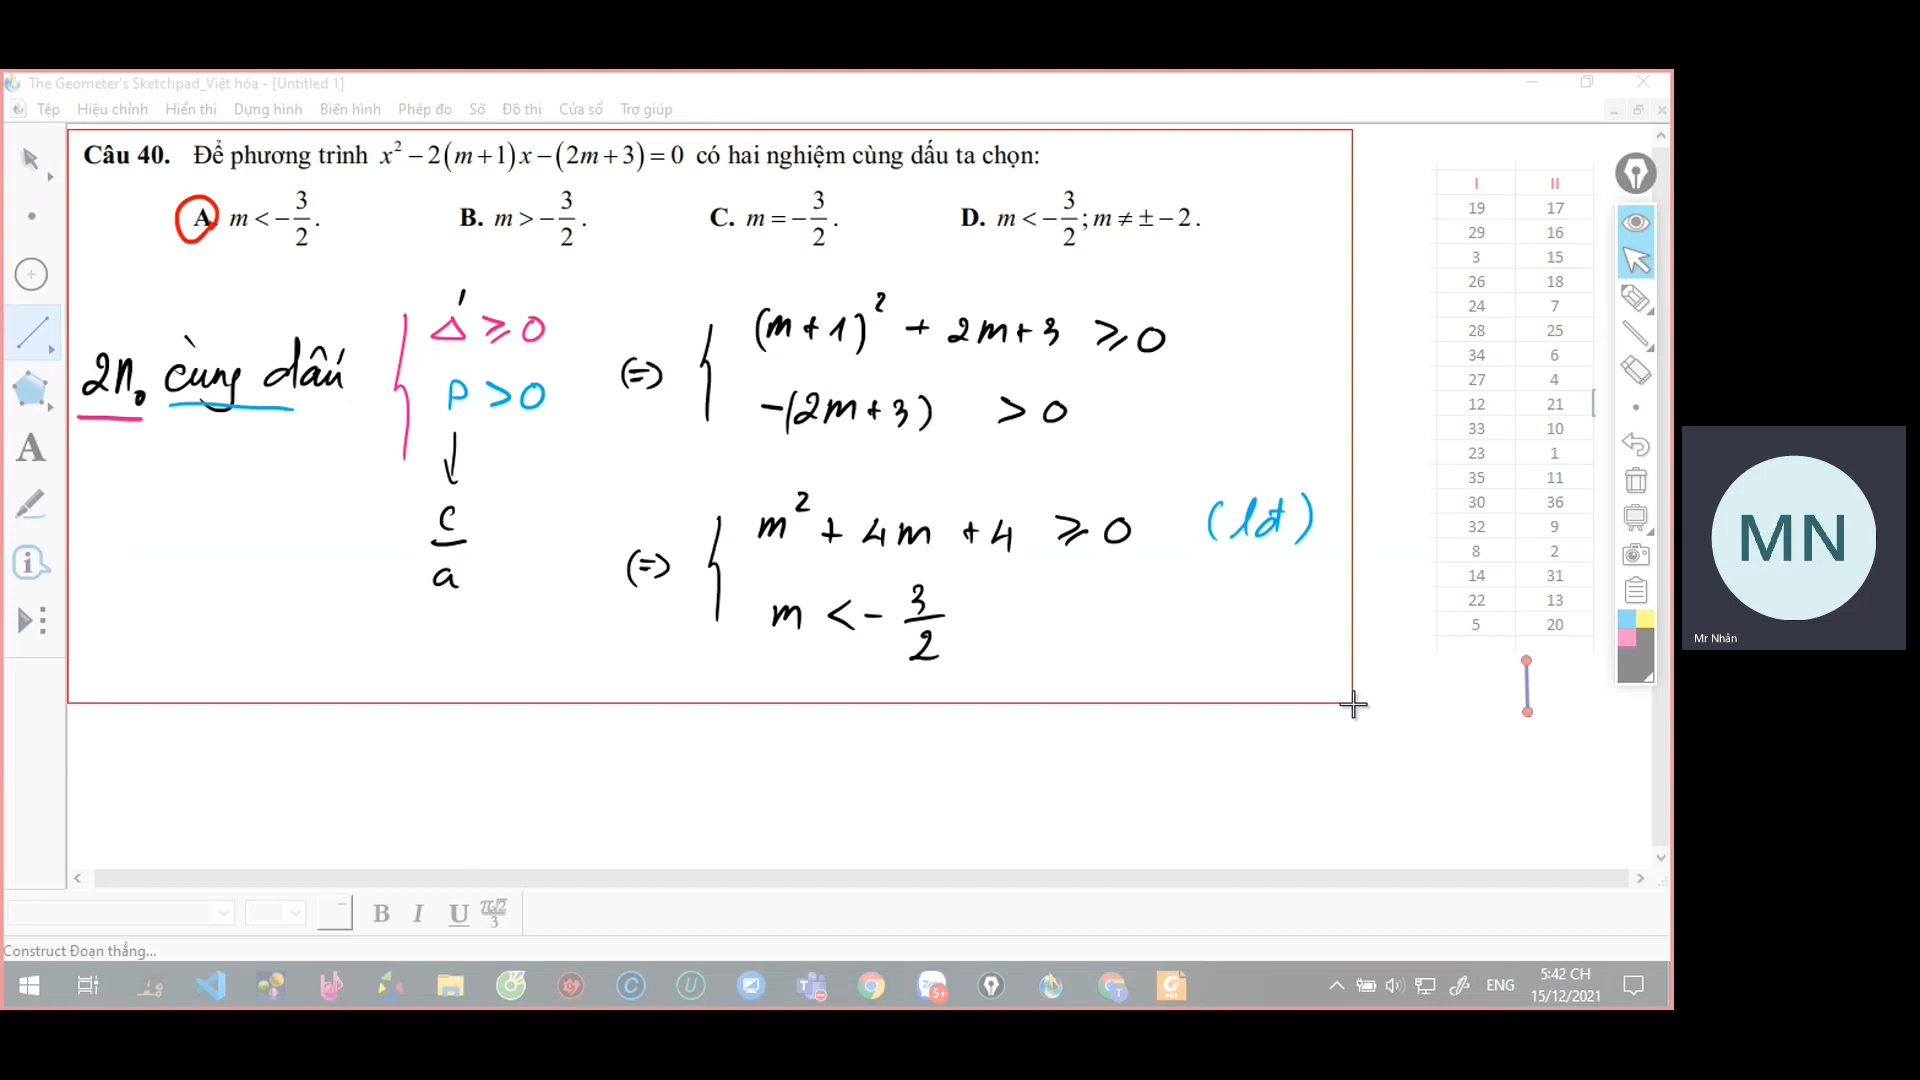 The Geometer's Sketchpad_Việt hóa - [Untitled 1]
Tệp Hiệu chỉnh Hiển thị Dựng hình Biến hình Phép đo Số Đồ thị Cửa sổ Trợ giúp
Câu 40. Để phương trình x² − 2(m+1)x − (2m+3) = 0 có hai nghiệm cùng dấu ta chọn:
A. m < −3/2. B. m > −3/2. C. m = −3/2. D. m < −3/2; m ≠ ± − 2.
2n₀ cùng dấu
Δ' ≥ 0
P > 0
c/a
(=) (m+1)² + 2m+3 ≥ 0
-(2m+3) > 0
(=) m² + 4m + 4 ≥ 0 (lđ)
m < - 3/2
I II
19 17
29 16
3 15
26 18
24 7
28 25
34 6
27 4
12 21
33 10
23 1
35 11
30 36
32 9
8 2
14 31
22 13
5 20
MN
Mr Nhân
A
B I U
Construct Đoạn thẳng...
ENG
5:42 CH
15/12/2021